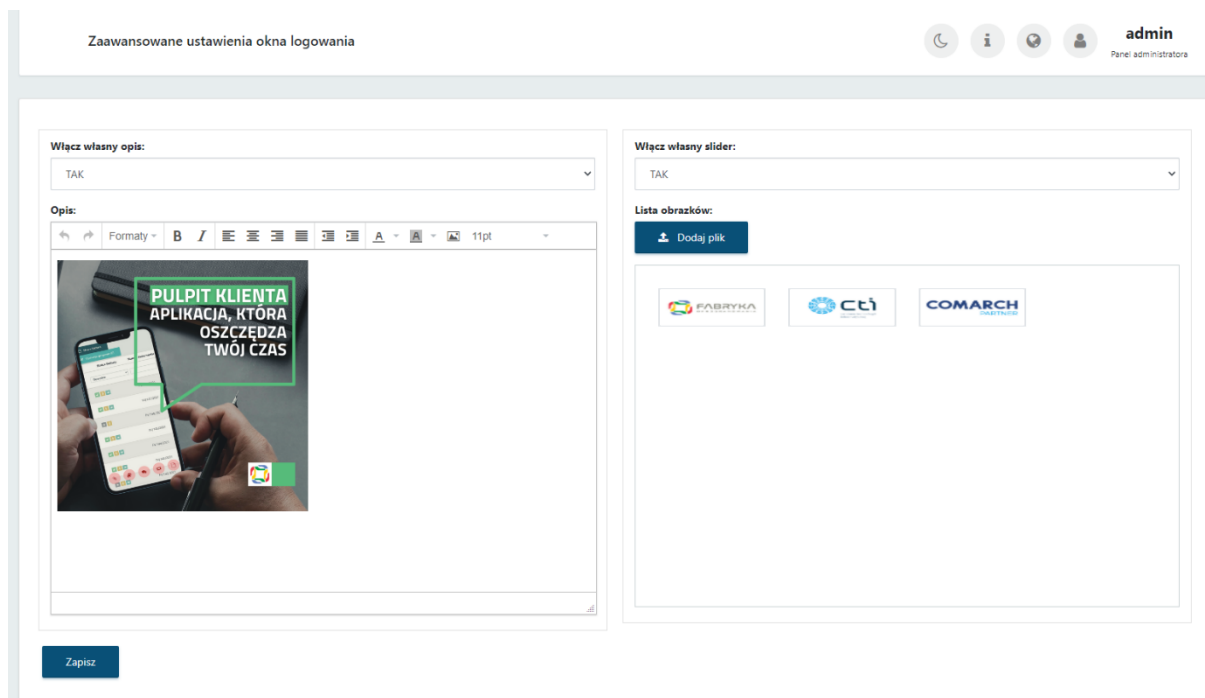 Zaawansowane ustawienia okna logowania
admin
Panel administratora
Włącz własny opis:
TAK
Opis:
Formaty
B I
A A 11pt
PULPIT KLIENTA
APLIKACJA, KTÓRA
OSZCZĘDZA
TWÓJ CZAS
Włącz własny slider:
TAK
Lista obrazków:
Dodaj plik
FABRYKA
cti
COMARCH
PARTNER
Zapisz